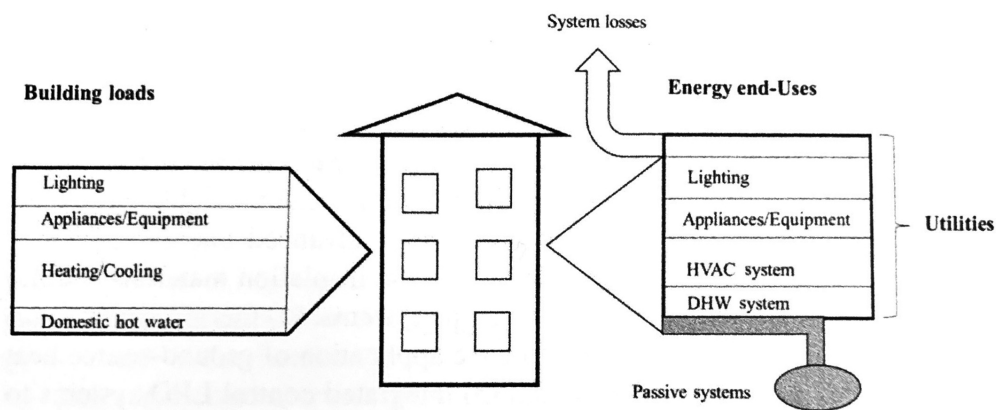 System losses
Building loads
Energy end-Uses
Lighting
Appliances/Equipment
Heating/Cooling
Domestic hot water
Lighting
Appliances/Equipment
HVAC system
DHW system
Utilities
Passive systems